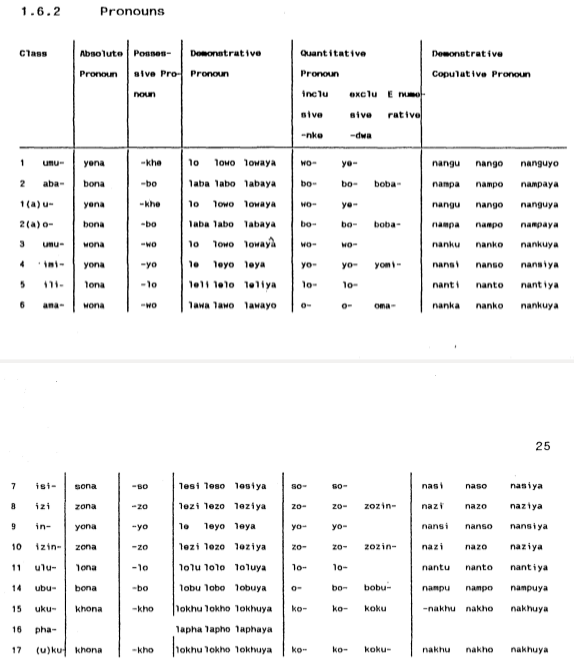 1.6.2 Pronouns
Class Absolute Posses- Demonstrative Quantitative Demonstrative
Pronoun sive Pro- Pronoun Pronoun Copulative Pronoun
noun inclu exclu E nume-
sive sive rative
-nke -dwa
1 umu- yena -khe lo lowo lowaya wo- ye- nangu nango nanguyo
2 aba- bona -bo laba labo labaya bo- bo- boba- nampa nampo nampaya
1(a) u- yena -khe lo lowo lowaya wo- ye- nangu nango nanguya
2(a) o- bona -bo laba labo labaya bo- bo- boba- nampa nampo nampaya
3 umu- wona -wo lo lowo lowaya wo- wo- nanku nanko nankuya
4 imi- yona -yo le leyo leya yo- yo- yomi- nansi nanso nansiya
5 ili- lona -lo leli lelo leliya lo- lo- nanti nanto nantiya
6 ama- wona -wo lawa lawo lawayo o- o- oma- nanka nanko nankuya
25
7 isi- sona -so lesi leso lesiya so- so- nasi naso nasiya
8 izi zona -zo lezi lezo leziya zo- zo- zozin- nazi nazo naziya
9 in- yona -yo le leyo leya yo- yo- nansi nanso nansiya
10 izin- zona -zo lezi lezo leziya zo- zo- zozin- nazi nazo naziya
11 ulu- lona -lo lolu lolo loluya lo- lo- nantu nanto nantiya
14 ubu- bona -bo lobu lobo lobuya o- bo- bobu- nampu nampo nampuya
15 uku- khona -kho lokhu lokho lokhuya ko- ko- koku -nakhu nakho nakhuya
16 pha- lapha lapho laphaya
17 (u)ku- khona -kho lokhu lokho lokhuya ko- ko- koku- nakhu nakho nakhuya